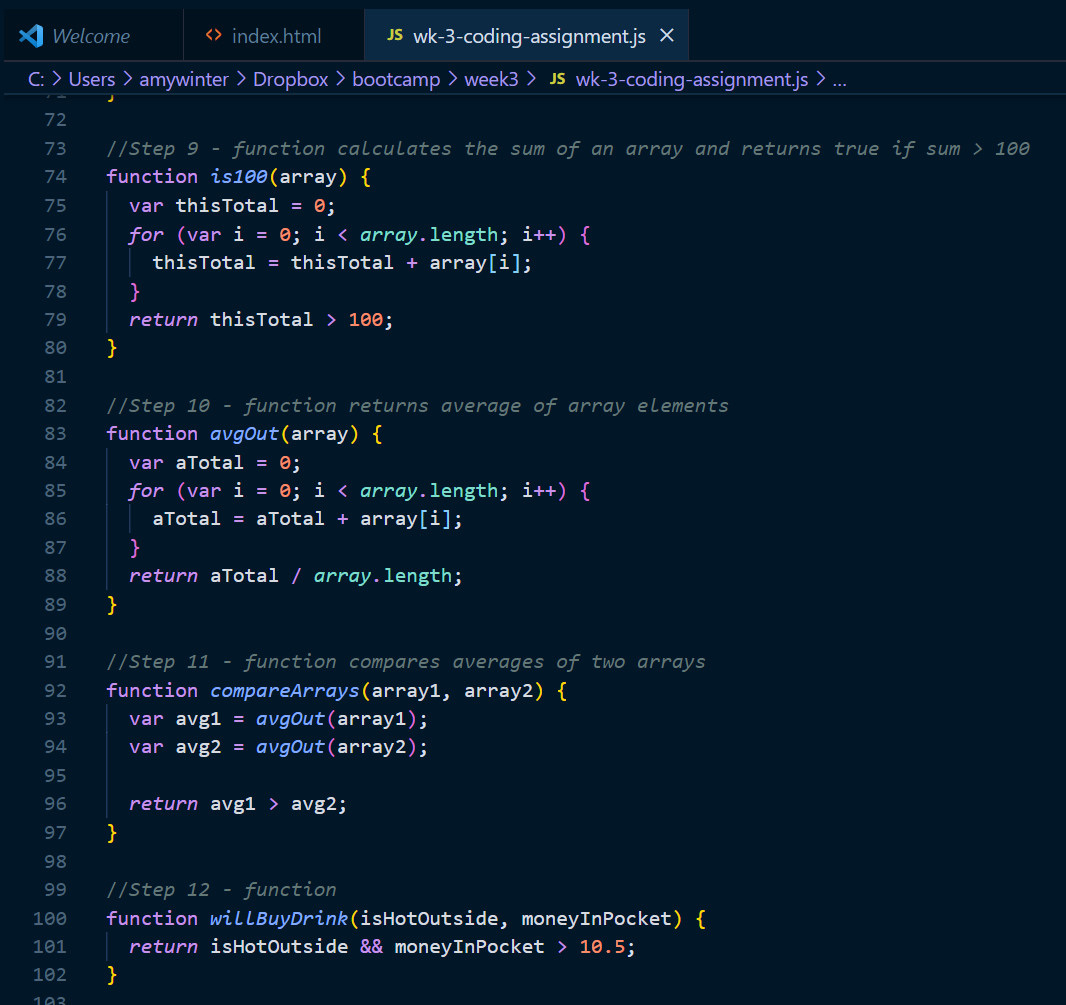 Welcome <> index.html JS wk-3-coding-assignment.js ×
C: > Users > amywinter > Dropbox > bootcamp > week3 > JS wk-3-coding-assignment.js > ...
71 }
72
73 //Step 9 - function calculates the sum of an array and returns true if sum > 100
74 function is100(array) {
75 var thisTotal = 0;
76 for (var i = 0; i < array.length; i++) {
77 thisTotal = thisTotal + array[i];
78 }
79 return thisTotal > 100;
80 }
81
82 //Step 10 - function returns average of array elements
83 function avgOut(array) {
84 var aTotal = 0;
85 for (var i = 0; i < array.length; i++) {
86 aTotal = aTotal + array[i];
87 }
88 return aTotal / array.length;
89 }
90
91 //Step 11 - function compares averages of two arrays
92 function compareArrays(array1, array2) {
93 var avg1 = avgOut(array1);
94 var avg2 = avgOut(array2);
95
96 return avg1 > avg2;
97 }
98
99 //Step 12 - function
100 function willBuyDrink(isHotOutside, moneyInPocket) {
101 return isHotOutside && moneyInPocket > 10.5;
102 }
103